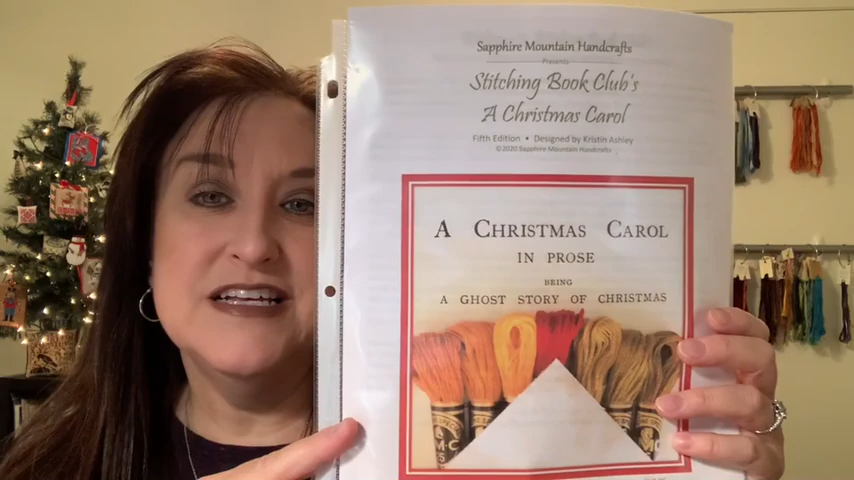 Sapphire Mountain Handcrafts
Presents
Stitching Book Club's
A Christmas Carol
Fifth Edition • Designed by Kristin Ashley
©2020 Sapphire Mountain Handcrafts
A CHRISTMAS CAROL
IN PROSE
BEING
A GHOST STORY OF CHRISTMAS